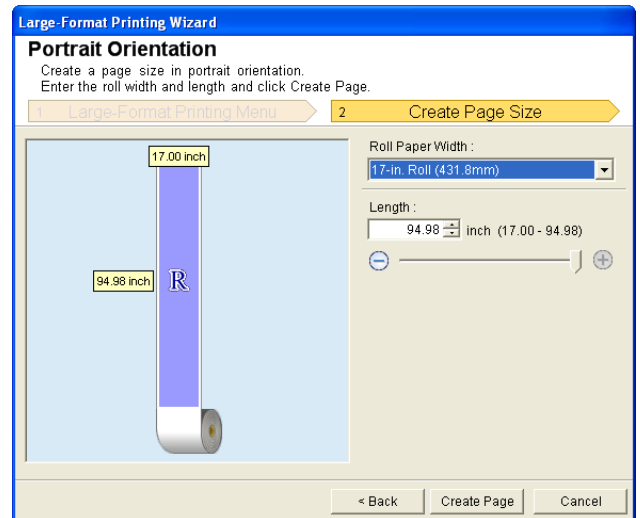 Large-Format Printing Wizard
Portrait Orientation
Create a page size in portrait orientation.
Enter the roll width and length and click Create Page.
1 Large-Format Printing Menu
2 Create Page Size
17.00 inch
94.98 inch
R
Roll Paper Width :
17-in. Roll (431.8mm)
Length :
94.98 inch (17.00 - 94.98)
< Back
Create Page
Cancel